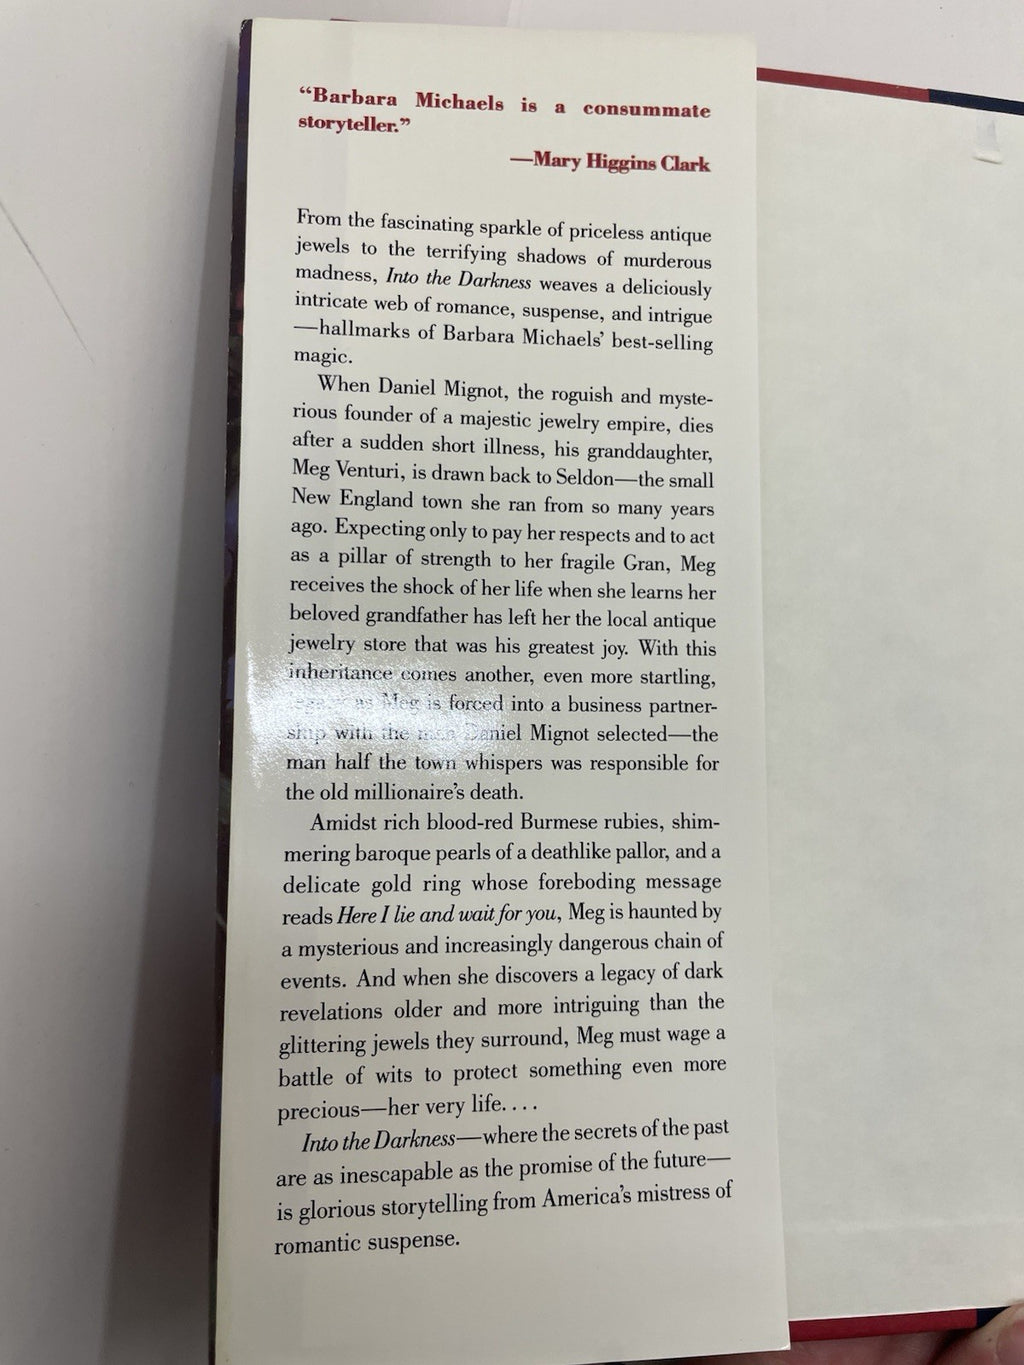 “Barbara Michaels is a consummate
storyteller.”
—Mary Higgins Clark
From the fascinating sparkle of priceless antique
jewels to the terrifying shadows of murderous
madness, Into the Darkness weaves a deliciously
intricate web of romance, suspense, and intrigue
—hallmarks of Barbara Michaels’ best-selling
magic.
When Daniel Mignot, the roguish and myste-
rious founder of a majestic jewelry empire, dies
after a sudden short illness, his granddaughter,
Meg Venturi, is drawn back to Seldon—the small
New England town she ran from so many years
ago. Expecting only to pay her respects and to act
as a pillar of strength to her fragile Gran, Meg
receives the shock of her life when she learns her
beloved grandfather has left her the local antique
jewelry store that was his greatest joy. With this
inheritance comes another, even more startling,
as Meg is forced into a business partner-
ship with the man Daniel Mignot selected—the
man half the town whispers was responsible for
the old millionaire’s death.
Amidst rich blood-red Burmese rubies, shim-
mering baroque pearls of a deathlike pallor, and a
delicate gold ring whose foreboding message
reads Here I lie and wait for you, Meg is haunted by
a mysterious and increasingly dangerous chain of
events. And when she discovers a legacy of dark
revelations older and more intriguing than the
glittering jewels they surround, Meg must wage a
battle of wits to protect something even more
precious—her very life. . . .
Into the Darkness—where the secrets of the past
are as inescapable as the promise of the future—
is glorious storytelling from America’s mistress of
romantic suspense.